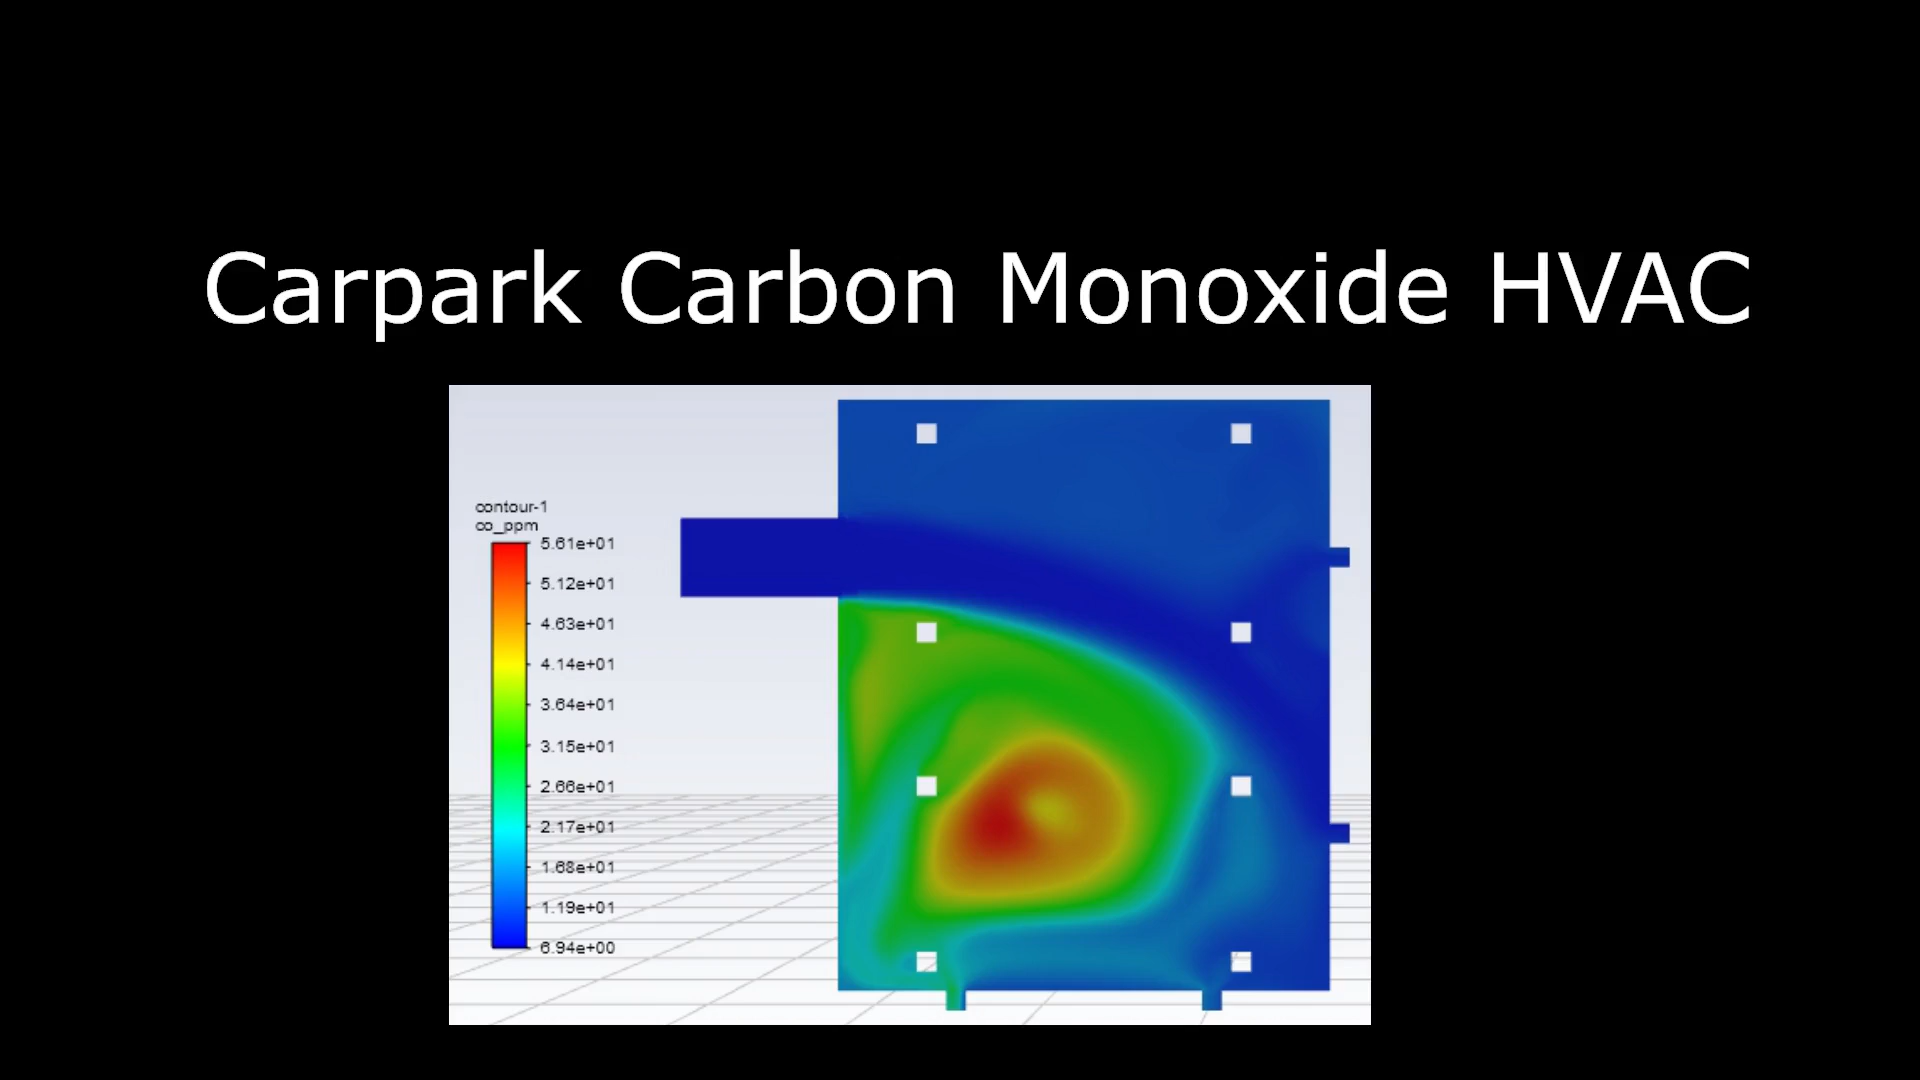 Carpark Carbon Monoxide HVAC
contour-1
co_ppm
5.61e+01
5.12e+01
4.63e+01
4.14e+01
3.64e+01
3.15e+01
2.66e+01
2.17e+01
1.68e+01
1.19e+01
6.94e+00